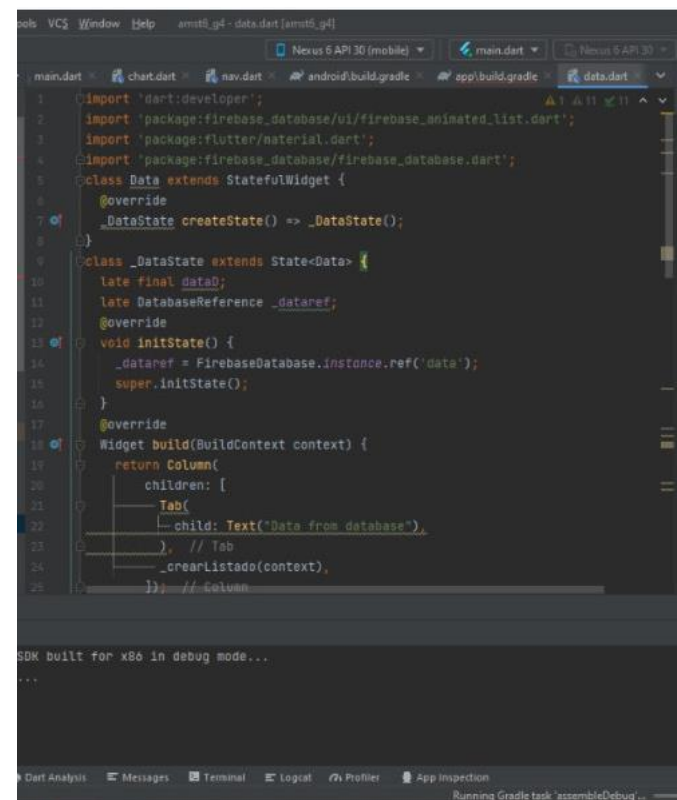 ools VCS Window Help amst6_g4 - data.dart [amst6_g4]
Nexus 6 API 30 (mobile) main.dart Nexus 6 API 30
main.dart chart.dart nav.dart android\build.gradle app\build.gradle data.dart
1 import 'dart:developer'; 1 11 11
2 import 'package:firebase_database/ui/firebase_animated_list.dart';
3 import 'package:flutter/material.dart';
4 import 'package:firebase_database/firebase_database.dart';
5 class Data extends StatefulWidget {
6 @override
7 _DataState createState() => _DataState();
8 }
9 class _DataState extends State<Data> {
10 late final dataD;
11 late DatabaseReference _dataref;
12 @override
13 void initState() {
14 _dataref = FirebaseDatabase.instance.ref('data');
15 super.initState();
16 }
17 @override
18 Widget build(BuildContext context) {
19 return Column(
20 children: [
21 Tab(
22 child: Text("Data from database"),
23 ), // Tab
24 _crearListado(context),
25 ]); // Column
SDK built for x86 in debug mode...
...
Dart Analysis Messages Terminal Logcat Profiler App Inspection
Running Gradle task 'assembleDebug'...